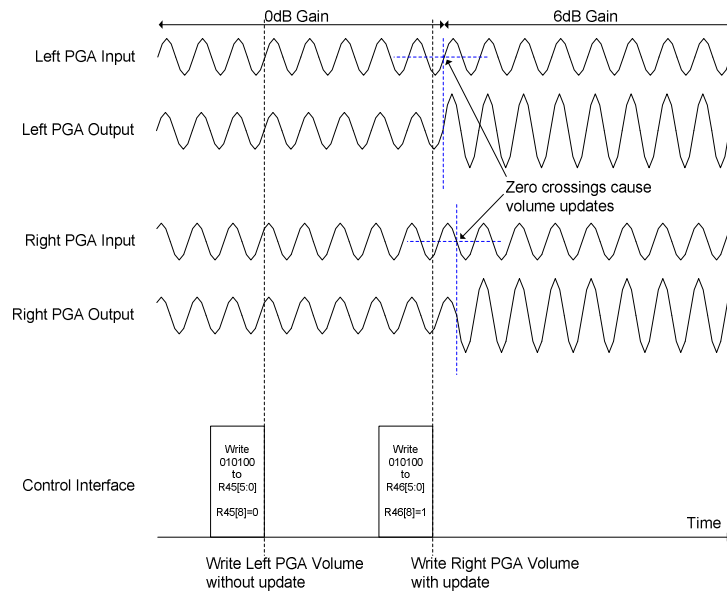 0dB Gain
6dB Gain
Left PGA Input
Left PGA Output
Zero crossings cause
volume updates
Right PGA Input
Right PGA Output
Control Interface
Write
010100
to
R45[5:0]
R45[8]=0
Write
010100
to
R46[5:0]
R46[8]=1
Time
Write Left PGA Volume
without update
Write Right PGA Volume
with update